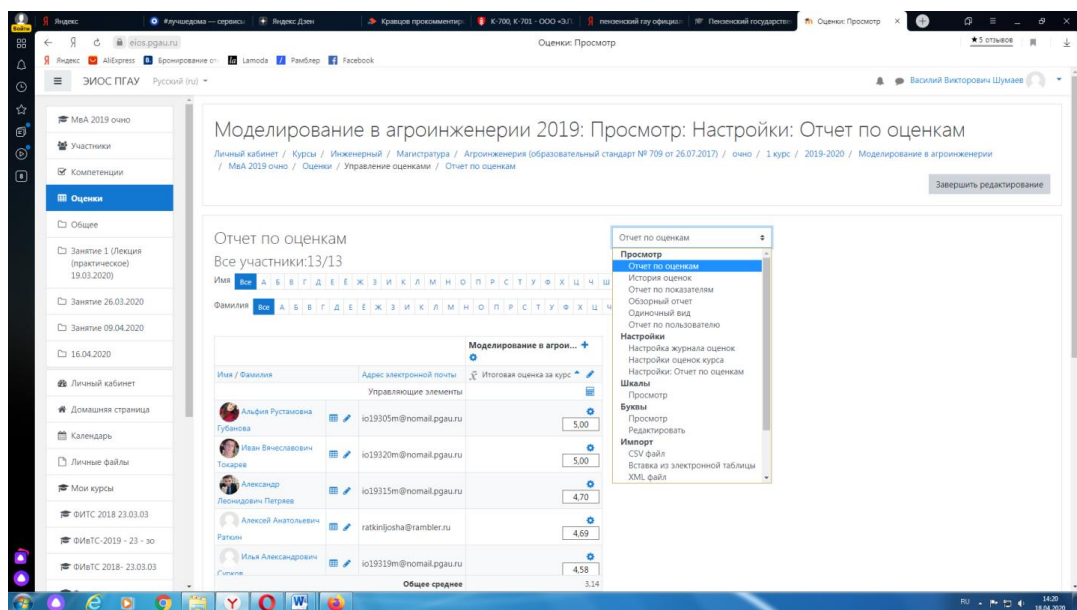 Войти
Яндекс
#лучшедома — сервисы
Яндекс Дзен
Кравцов прокомментир
К-700, К-701 - ООО «ЭЛ
пензенский гау официал
Пензенский государстве
Оценки: Просмотр
eios.pgau.ru
Оценки: Просмотр
★ 5 отзывов
Яндекс AliExpress Бронирование оте Lamoda Рамблер Facebook
ЭИОС ПГАУ Русский (ru)
Василий Викторович Шумаев
МвА 2019 очно
Участники
Компетенции
Оценки
Общее
Занятие 1 (Лекция
(практическое)
19.03.2020)
Занятие 26.03.2020
Занятие 09.04.2020
16.04.2020
Личный кабинет
Домашняя страница
Календарь
Личные файлы
Мои курсы
ФИТС 2018 23.03.03
ФИвТС-2019 - 23 - зо
ФИвТС 2018- 23.03.03
Моделирование в агроинженерии 2019: Просмотр: Настройки: Отчет по оценкам
Личный кабинет / Курсы / Инженерный / Магистратура / Агроинженерия (образовательный стандарт № 709 от 26.07.2017) / очно / 1 курс / 2019-2020 / Моделирование в агроинженерии
/ МвА 2019 очно / Оценки / Управление оценками / Отчет по оценкам
Завершить редактирование
Отчет по оценкам
Все участники:13/13
Имя Все А Б В Г Д Е Ё Ж З И К Л М Н О П Р С Т У Ф Х Ц Ч Ш
Фамилия Все А Б В Г Д Е Ё Ж З И К Л М Н О П Р С Т У Ф Х Ц Ч
Моделирование в агрои...
Имя / Фамилия Адрес электронной почты Итоговая оценка за курс
Управляющие элементы
Альфия Рустамовна
Губанова
io19305m@nomail.pgau.ru
5,00
Иван Вячеславович
Токарев
io19320m@nomail.pgau.ru
5,00
Александр
Леонидович Петряев
io19315m@nomail.pgau.ru
4,70
Алексей Анатольевич
Раткин
ratkinljosha@rambler.ru
4,69
Илья Александрович
Сурков
io19319m@nomail.pgau.ru
4,58
Общее среднее 3,14
Отчет по оценкам
Просмотр
Отчет по оценкам
История оценок
Отчет по показателям
Обзорный отчет
Одиночный вид
Отчет по пользователю
Настройки
Настройка журнала оценок
Настройки оценок курса
Настройки: Отчет по оценкам
Шкалы
Просмотр
Буквы
Просмотр
Редактировать
Импорт
CSV файл
Вставка из электронной таблицы
XML файл
RU
14:20
18.04.2020